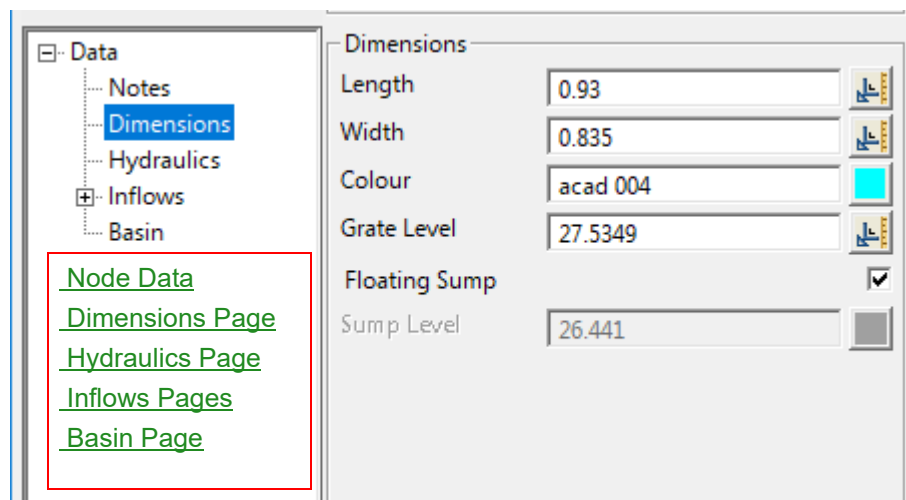 Data
Notes
Dimensions
Hydraulics
Inflows
Basin
Node Data
Dimensions Page
Hydraulics Page
Inflows Pages
Basin Page
Dimensions
Length 0.93
Width 0.835
Colour acad 004
Grate Level 27.5349
Floating Sump
Sump Level 26.441